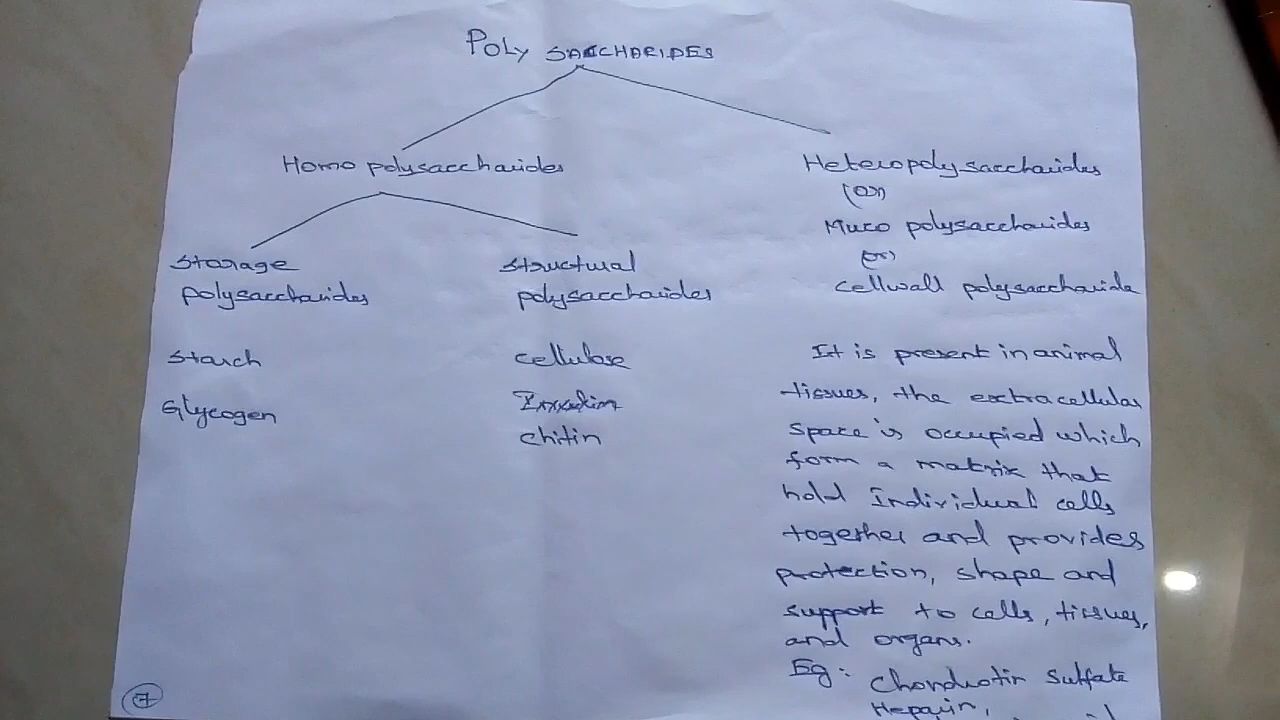 POLY SACCHARIDES
Homo polysaccharides
Heteropolysaccharides
(or)
Muco polysaccharides
(or)
Cellwall polysaccharide
Storage
polysaccharides
Starch
Glycogen
Structural
polysaccharides
Cellulose
Chitin
It is present in animal
tissues, the extracellular
space is occupied which
form a matrix that
hold Individual cells
together and provides
protection, shape and
support to cells, tissues,
and organs.
Eg: Chondrotin Sulfate
Heparin,
7